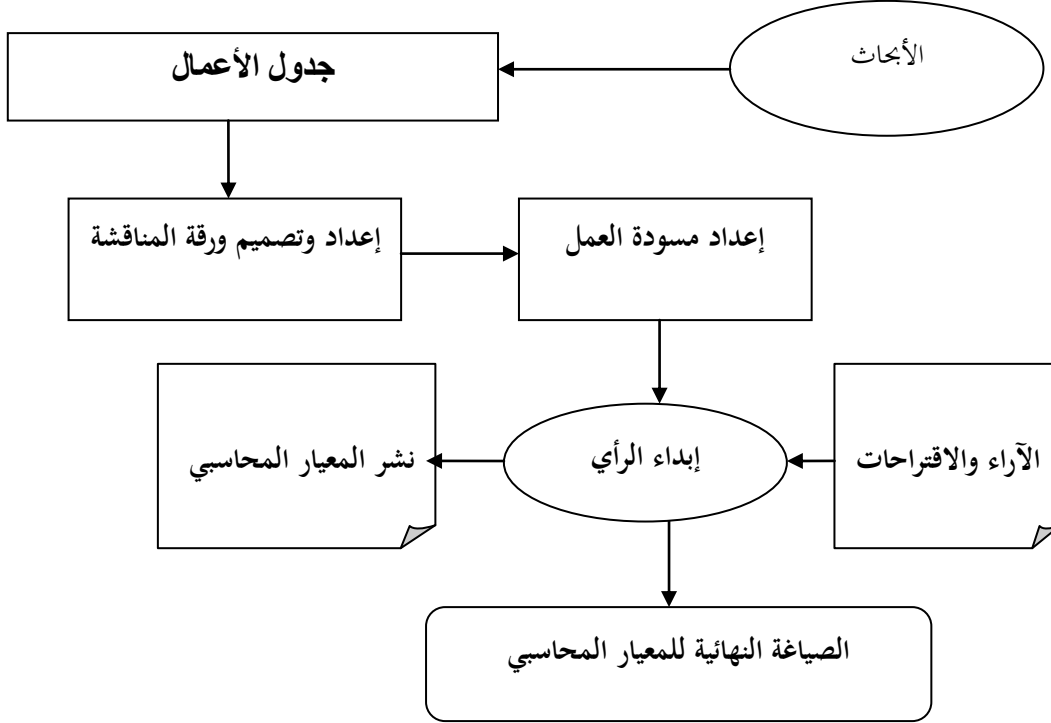 الأبحاث
جدول الأعمال
إعداد وتصميم ورقة المناقشة
إعداد مسودة العمل
الآراء والاقتراحات
إبداء الرأي
نشر المعيار المحاسبي
الصياغة النهائية للمعيار المحاسبي